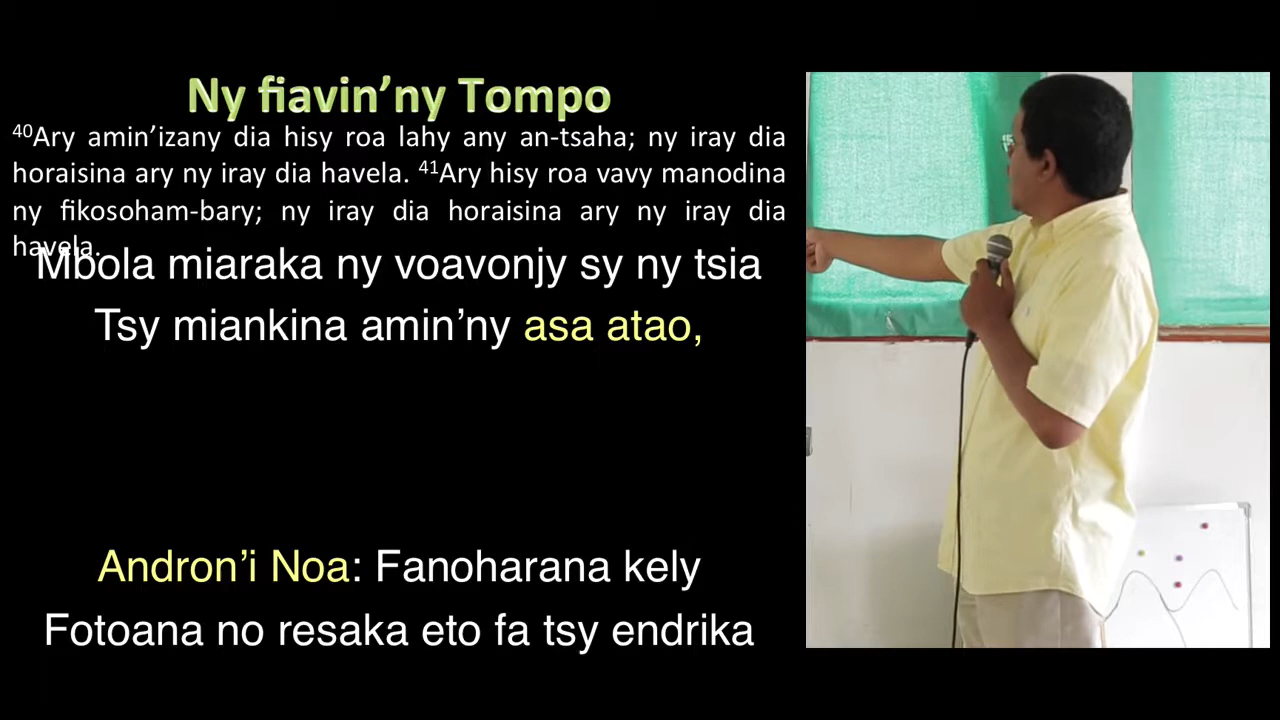 Ny fiavin’ny Tompo
⁴⁰Ary amin’izany dia hisy roa lahy any an-tsaha; ny iray dia
horaisina ary ny iray dia havela. ⁴¹Ary hisy roa vavy manodina
ny fikosoham-bary; ny iray dia horaisina ary ny iray dia
havela.
Mbola miaraka ny voavonjy sy ny tsia
Tsy miankina amin’ny asa atao,
Andron’i Noa: Fanoharana kely
Fotoana no resaka eto fa tsy endrika